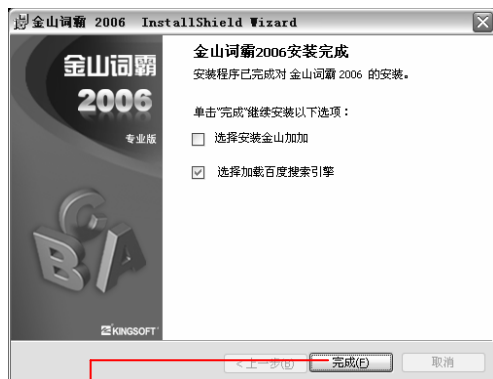 金山词霸 2006 InstallShield Wizard
金山词霸
2006
专业版
金山词霸2006安装完成
安装程序已完成对 金山词霸 2006 的安装。
单击"完成"继续安装以下选项：
选择安装金山加加
选择加载百度搜索引擎
A
B
C
KINGSOFT
<上一步(B)
完成(F)
取消